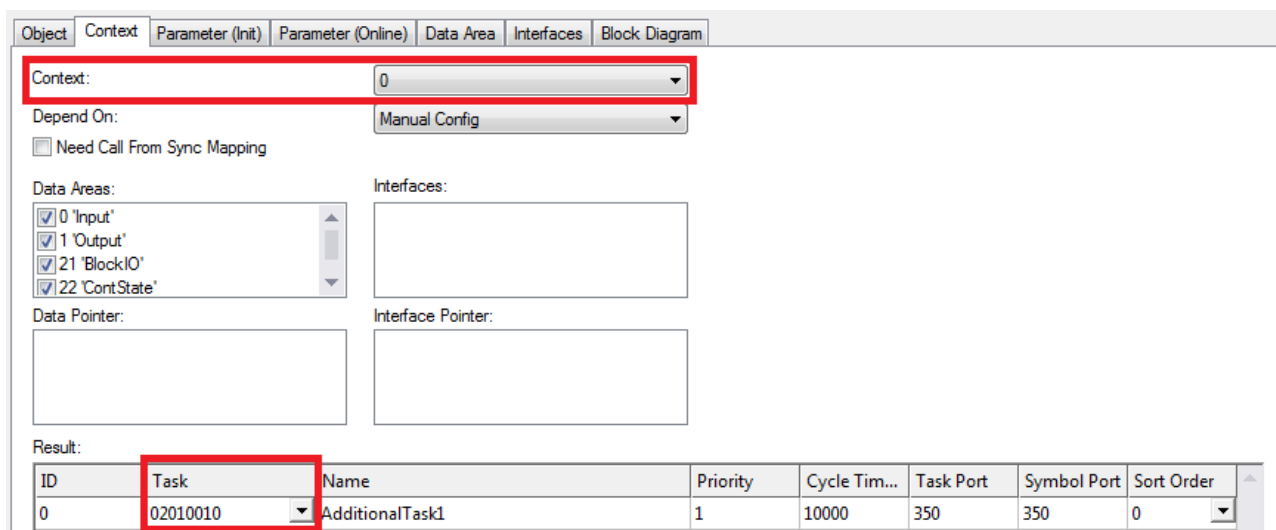 Object Context Parameter (Init) Parameter (Online) Data Area Interfaces Block Diagram
Context: 0
Depend On: Manual Config
Need Call From Sync Mapping
Data Areas: Interfaces:
0 'Input'
1 'Output'
21 'BlockIO'
22 'ContState'
Data Pointer: Interface Pointer:
Result:
ID Task Name Priority Cycle Tim... Task Port Symbol Port Sort Order
0 02010010 AdditionalTask1 1 10000 350 350 0